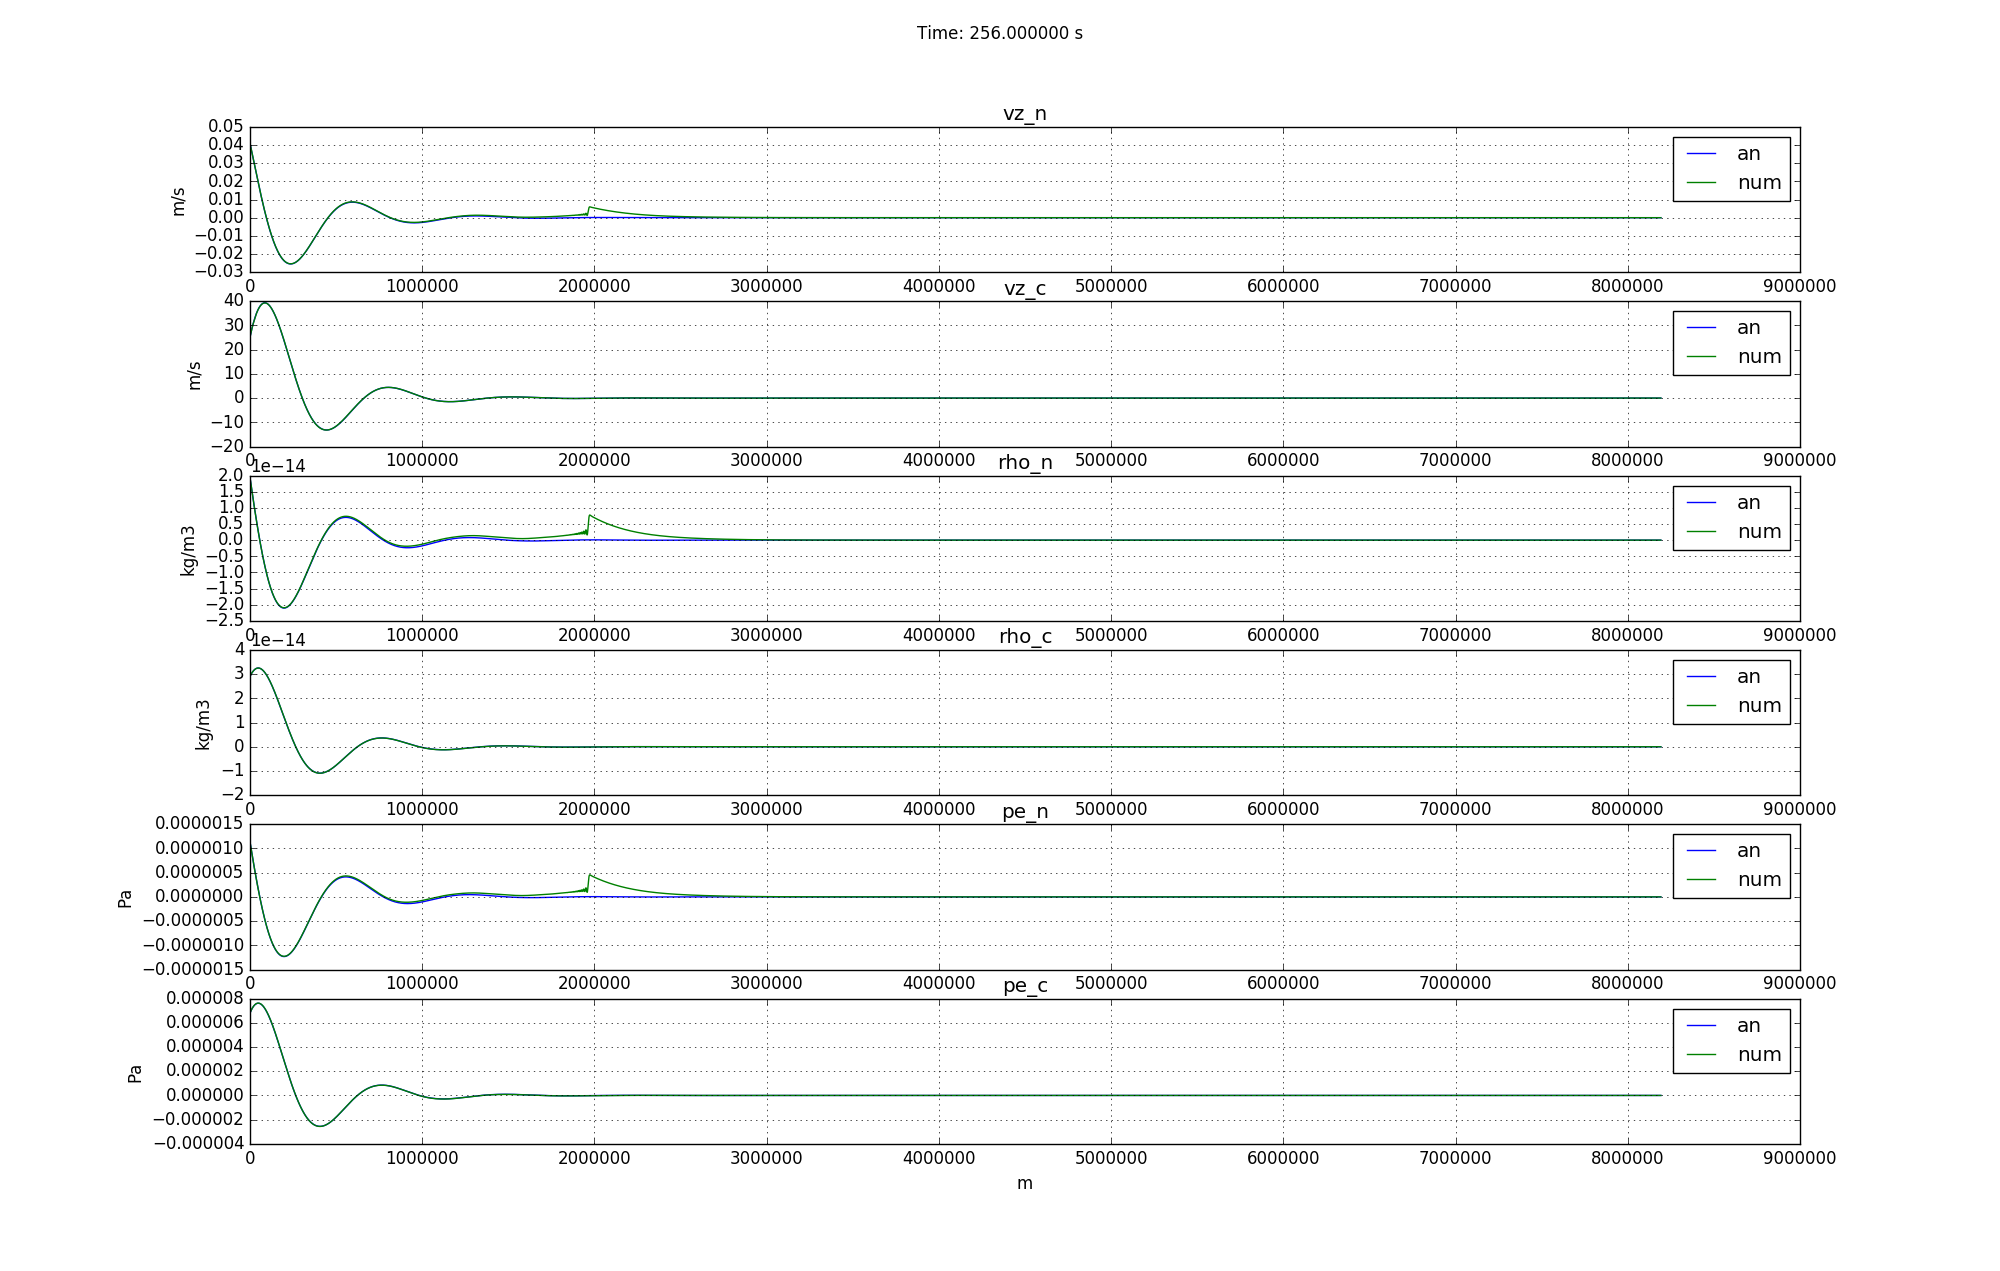 Time: 256.000000 s
vz_n
0.05
0.04
0.03
0.02
0.01
0.00
−0.01
−0.02
−0.03
m/s
an
num
0 1000000 2000000 3000000 4000000 5000000 6000000 7000000 8000000 9000000
vz_c
40
30
20
10
0
−10
−20
m/s
an
num
0 1000000 2000000 3000000 4000000 5000000 6000000 7000000 8000000 9000000
1e−14
rho_n
2.0
1.5
1.0
0.5
0.0
−0.5
−1.0
−1.5
−2.0
−2.5
kg/m3
an
num
0 1000000 2000000 3000000 4000000 5000000 6000000 7000000 8000000 9000000
1e−14
rho_c
4
3
2
1
0
−1
−2
kg/m3
an
num
0 1000000 2000000 3000000 4000000 5000000 6000000 7000000 8000000 9000000
pe_n
0.0000015
0.0000010
0.0000005
0.0000000
−0.0000005
−0.0000010
−0.0000015
Pa
an
num
0 1000000 2000000 3000000 4000000 5000000 6000000 7000000 8000000 9000000
pe_c
0.000008
0.000006
0.000004
0.000002
0.000000
−0.000002
−0.000004
Pa
an
num
0 1000000 2000000 3000000 4000000 5000000 6000000 7000000 8000000 9000000
m